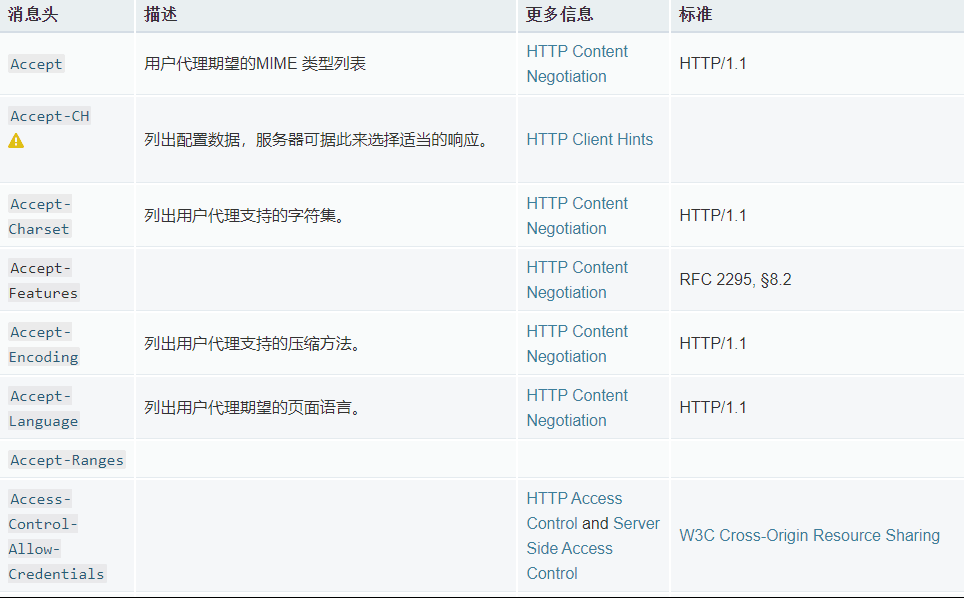 消息头 描述 更多信息 标准
Accept 用户代理期望的MIME 类型列表 HTTP Content Negotiation HTTP/1.1
Accept-CH 列出配置数据，服务器可据此来选择适当的响应。 HTTP Client Hints
Accept-Charset 列出用户代理支持的字符集。 HTTP Content Negotiation HTTP/1.1
Accept-Features HTTP Content Negotiation RFC 2295, §8.2
Accept-Encoding 列出用户代理支持的压缩方法。 HTTP Content Negotiation HTTP/1.1
Accept-Language 列出用户代理期望的页面语言。 HTTP Content Negotiation HTTP/1.1
Accept-Ranges
Access-Control-Allow-Credentials HTTP Access Control and Server Side Access Control W3C Cross-Origin Resource Sharing